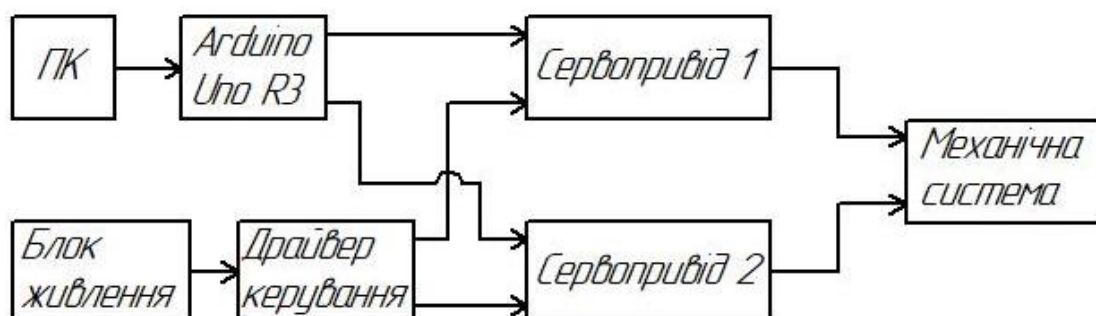 ПК
Arduino
Uno R3
Сервопривід 1
Механічна
система
Блок
живлення
Драйвер
керування
Сервопривід 2